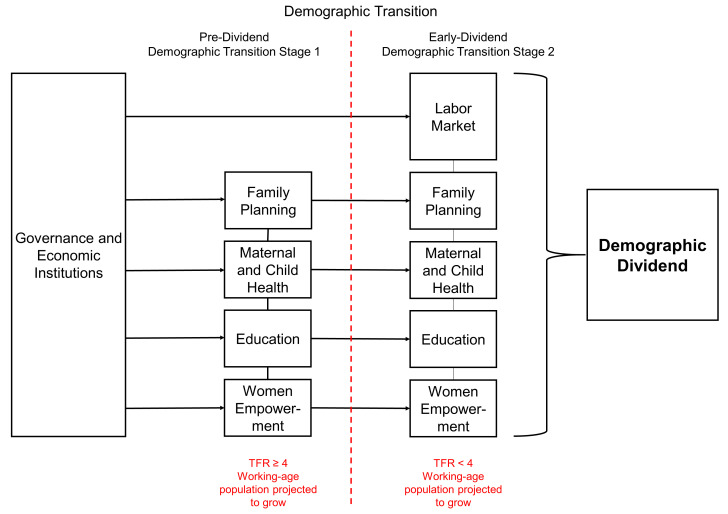 Demographic Transition
Pre-Dividend
Demographic Transition Stage 1
Early-Dividend
Demographic Transition Stage 2
Governance and
Economic
Institutions
Labor
Market
Family
Planning
Family
Planning
Maternal
and Child
Health
Maternal
and Child
Health
Education
Education
Women
Empower-
ment
Women
Empower-
ment
Demographic
Dividend
TFR ≥ 4
Working-age
population projected
to grow
TFR < 4
Working-age
population projected
to grow